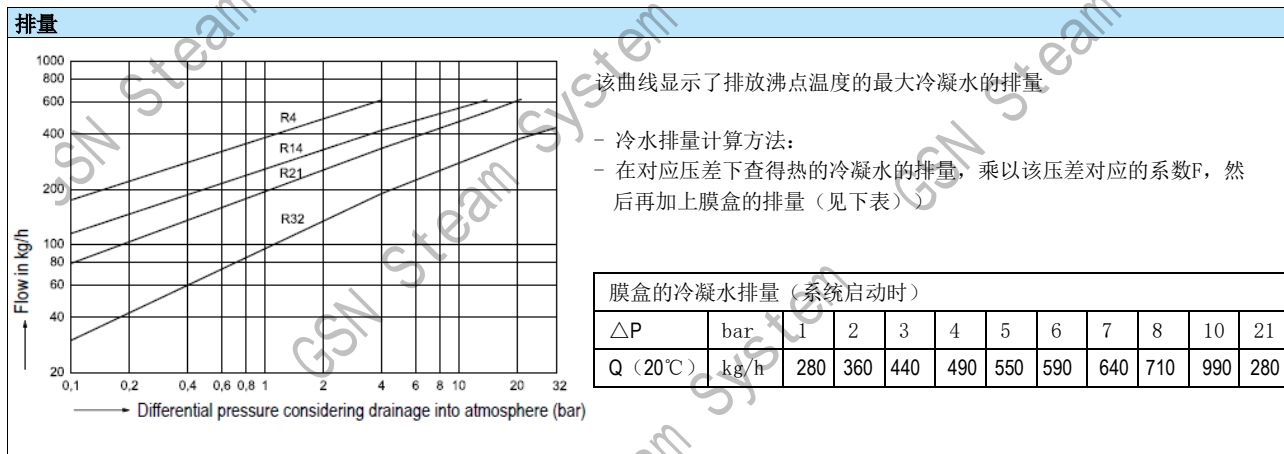 排量
1000
800
600
400
200
100
80
60
40
20
Flow in kg/h
R4
R14
R21
R32
0,1 0,2 0,4 0,6 0,8 1 2 4 6 8 10 20 32
Differential pressure considering drainage into atmosphere (bar)
该曲线显示了排放沸点温度的最大冷凝水的排量
- 冷水排量计算方法:
- 在对应压差下查得热的冷凝水的排量, 乘以该压差对应的系数F, 然
后再加上膜盒的排量（见下表））
膜盒的冷凝水排量（系统启动时）
△P bar 1 2 3 4 5 6 7 8 10 21
Q（20℃） kg/h 280 360 440 490 550 590 640 710 990 280
GSN Steam System
GSN Steam System
GSN Steam